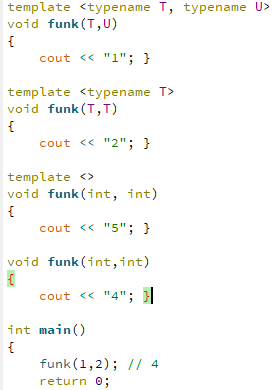 template <typename T, typename U>
void funk(T,U)
{
cout << "1"; }
template <typename T>
void funk(T,T)
{
cout << "2"; }
template <>
void funk(int, int)
{
cout << "5"; }
void funk(int,int)
{
cout << "4"; }
int main()
{
funk(1,2); // 4
return 0;